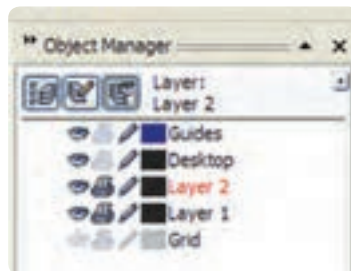 Object Manager
Layer:
Layer 2
Guides
Desktop
Layer 2
Layer 1
Grid